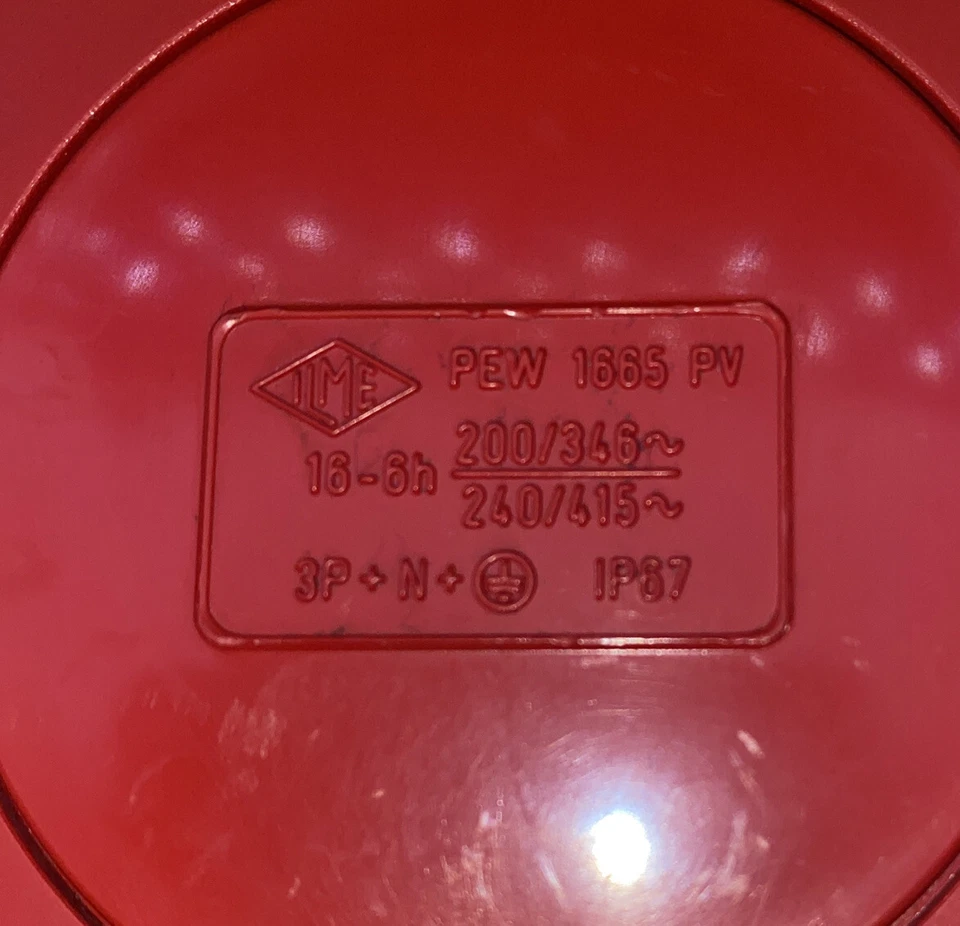 ILME PEW 1665 PV
16-6h 200/346~
240/415~
3P + N + ⏚ IP67